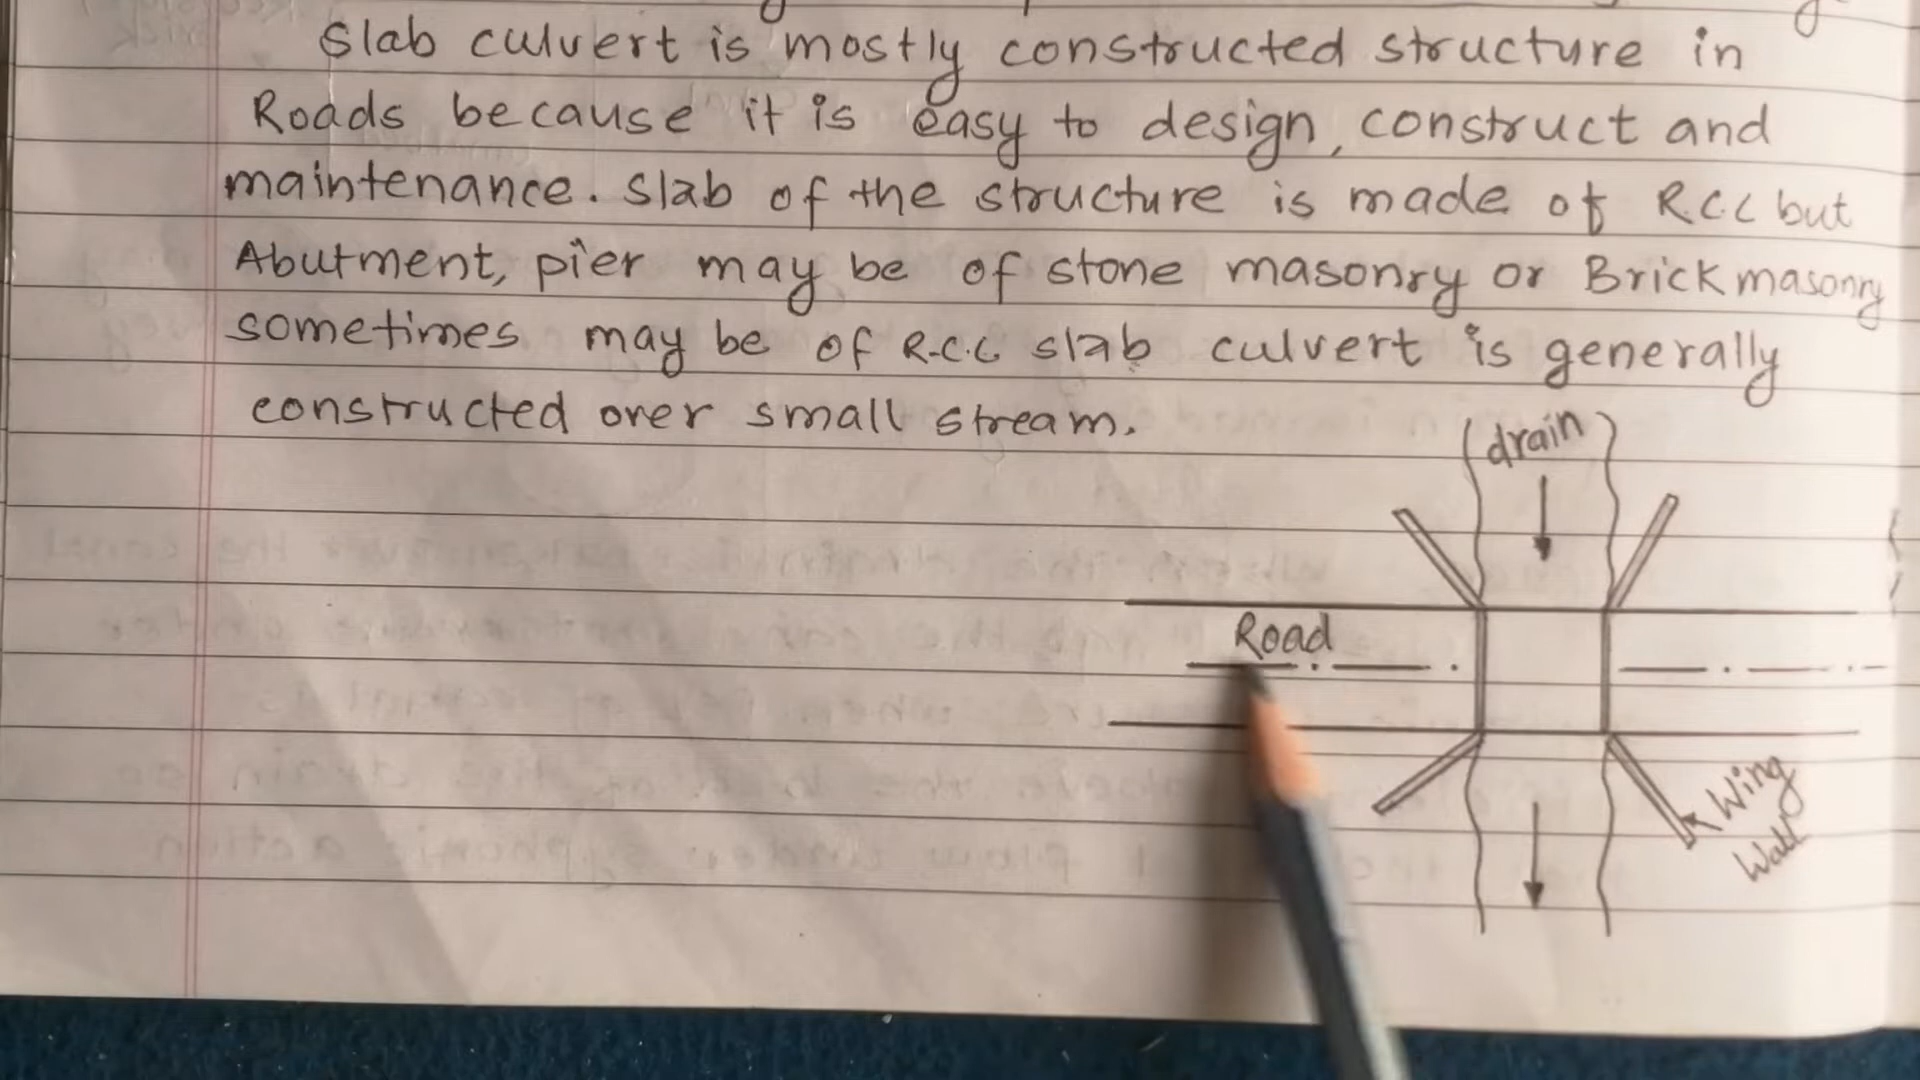 Slab culvert is mostly constructed structure in
Roads because it is easy to design, construct and
maintenance. Slab of the structure is made of R.C.C but
Abutment, pier may be of stone masonry or Brick masonry
sometimes may be of R.C.C slab culvert is generally
constructed over small stream.
drain
Road
Wing
Wall